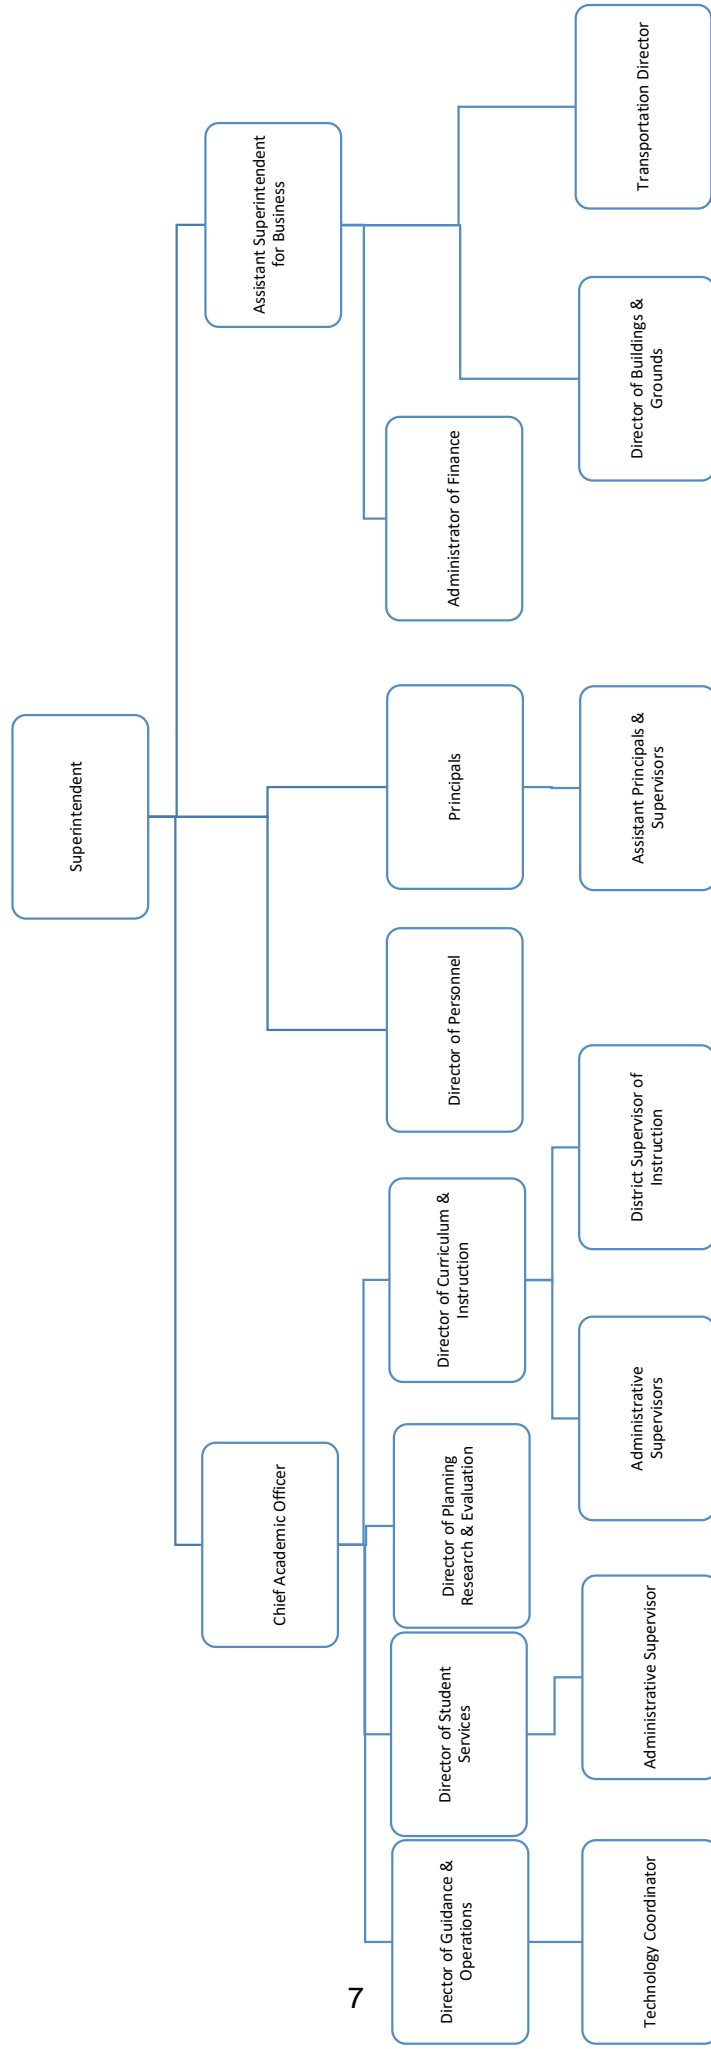 Superintendent
Chief Academic Officer
Assistant Superintendent
for Business
Director of Guidance &
Operations
Director of Student
Services
Director of Planning
Research & Evaluation
Director of Curriculum &
Instruction
Director of Personnel
Principals
Administrator of Finance
Technology Coordinator
Administrative Supervisor
Administrative
Supervisors
District Supervisor of
Instruction
Assistant Principals &
Supervisors
Director of Buildings &
Grounds
Transportation Director
7